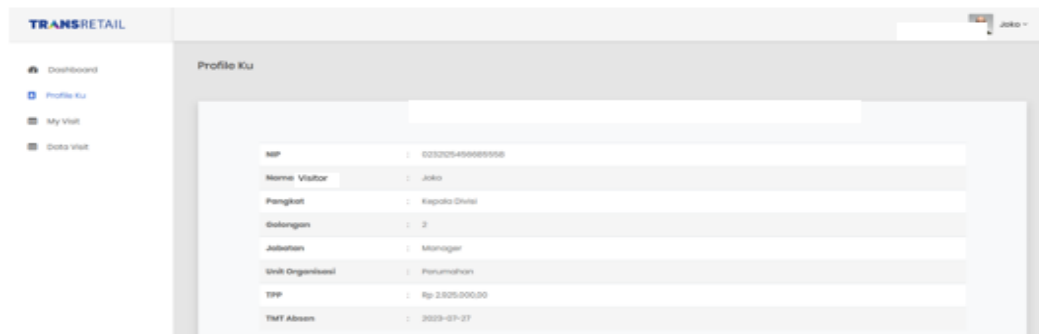 TRANSRETAIL
Joko
Dashboard
Profile Ku
My Visit
Data Visit
Profile Ku
NIP :
Nama Visitor : Joko
Pangkat : Kepala Divisi
Golongan : 2
Jabatan : Manager
Unit Organisasi : Perumahan
TPP : Rp 2.925.000,00
TMT Absen : 2023-07-27